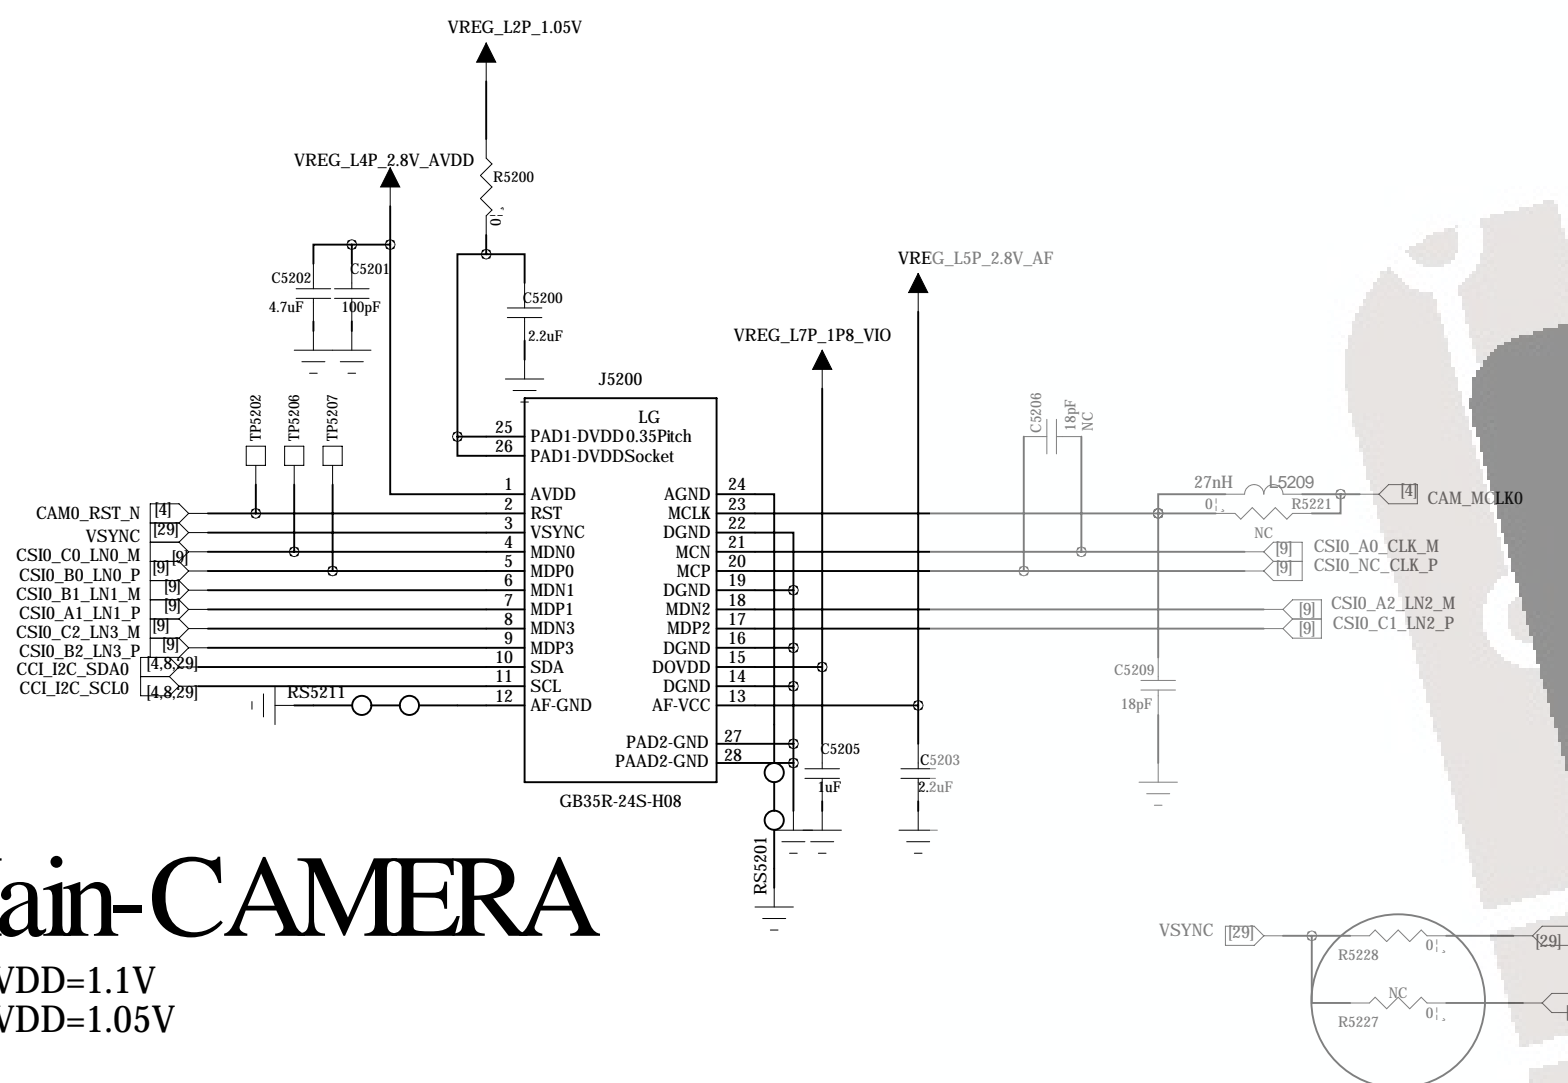 VREG_L2P_1.05V
VREG_L4P_2.8V_AVDD
R5200
0
C5202
4.7uF
C5201
100pF
C5200
2.2uF
VREG_L5P_2.8V_AF
VREG_L7P_1P8_VIO
J5200
TP5202
TP5206
TP5207
LG
25 PAD1-DVDD 0.35Pitch
26 PAD1-DVDDSocket
1 AVDD
2 RST
3 VSYNC
4 MDN0
5 MDP0
6 MDN1
7 MDP1
8 MDN3
9 MDP3
10 SDA
11 SCL
12 AF-GND
AGND 24
MCLK 23
DGND 22
MCN 21
MCP 20
DGND 19
MDN2 18
MDP2 17
DGND 16
DOVDD 15
DGND 14
AF-VCC 13
PAD2-GND 27
PAAD2-GND 28
GB35R-24S-H08
CAM0_RST_N [4]
VSYNC [29]
CSI0_C0_LN0_M [9]
CSI0_B0_LN0_P [9]
CSI0_B1_LN1_M [9]
CSI0_A1_LN1_P [9]
CSI0_C2_LN3_M [9]
CSI0_B2_LN3_P [9]
CCI_I2C_SDA0 [4,8,29]
CCI_I2C_SCL0 [4,8,29]
RS5211
C5206
18pF
NC
27nH L5209
0 R5221
NC
[4] CAM_MCLK0
[9] CSI0_A0_CLK_M
[9] CSI0_NC_CLK_P
[9] CSI0_A2_LN2_M
[9] CSI0_C1_LN2_P
C5209
18pF
C5205
1uF
C5203
2.2uF
RS5201
ain-CAMERA
VDD=1.1V
VDD=1.05V
VSYNC [29]
R5228 0
[29]
NC
R5227 0